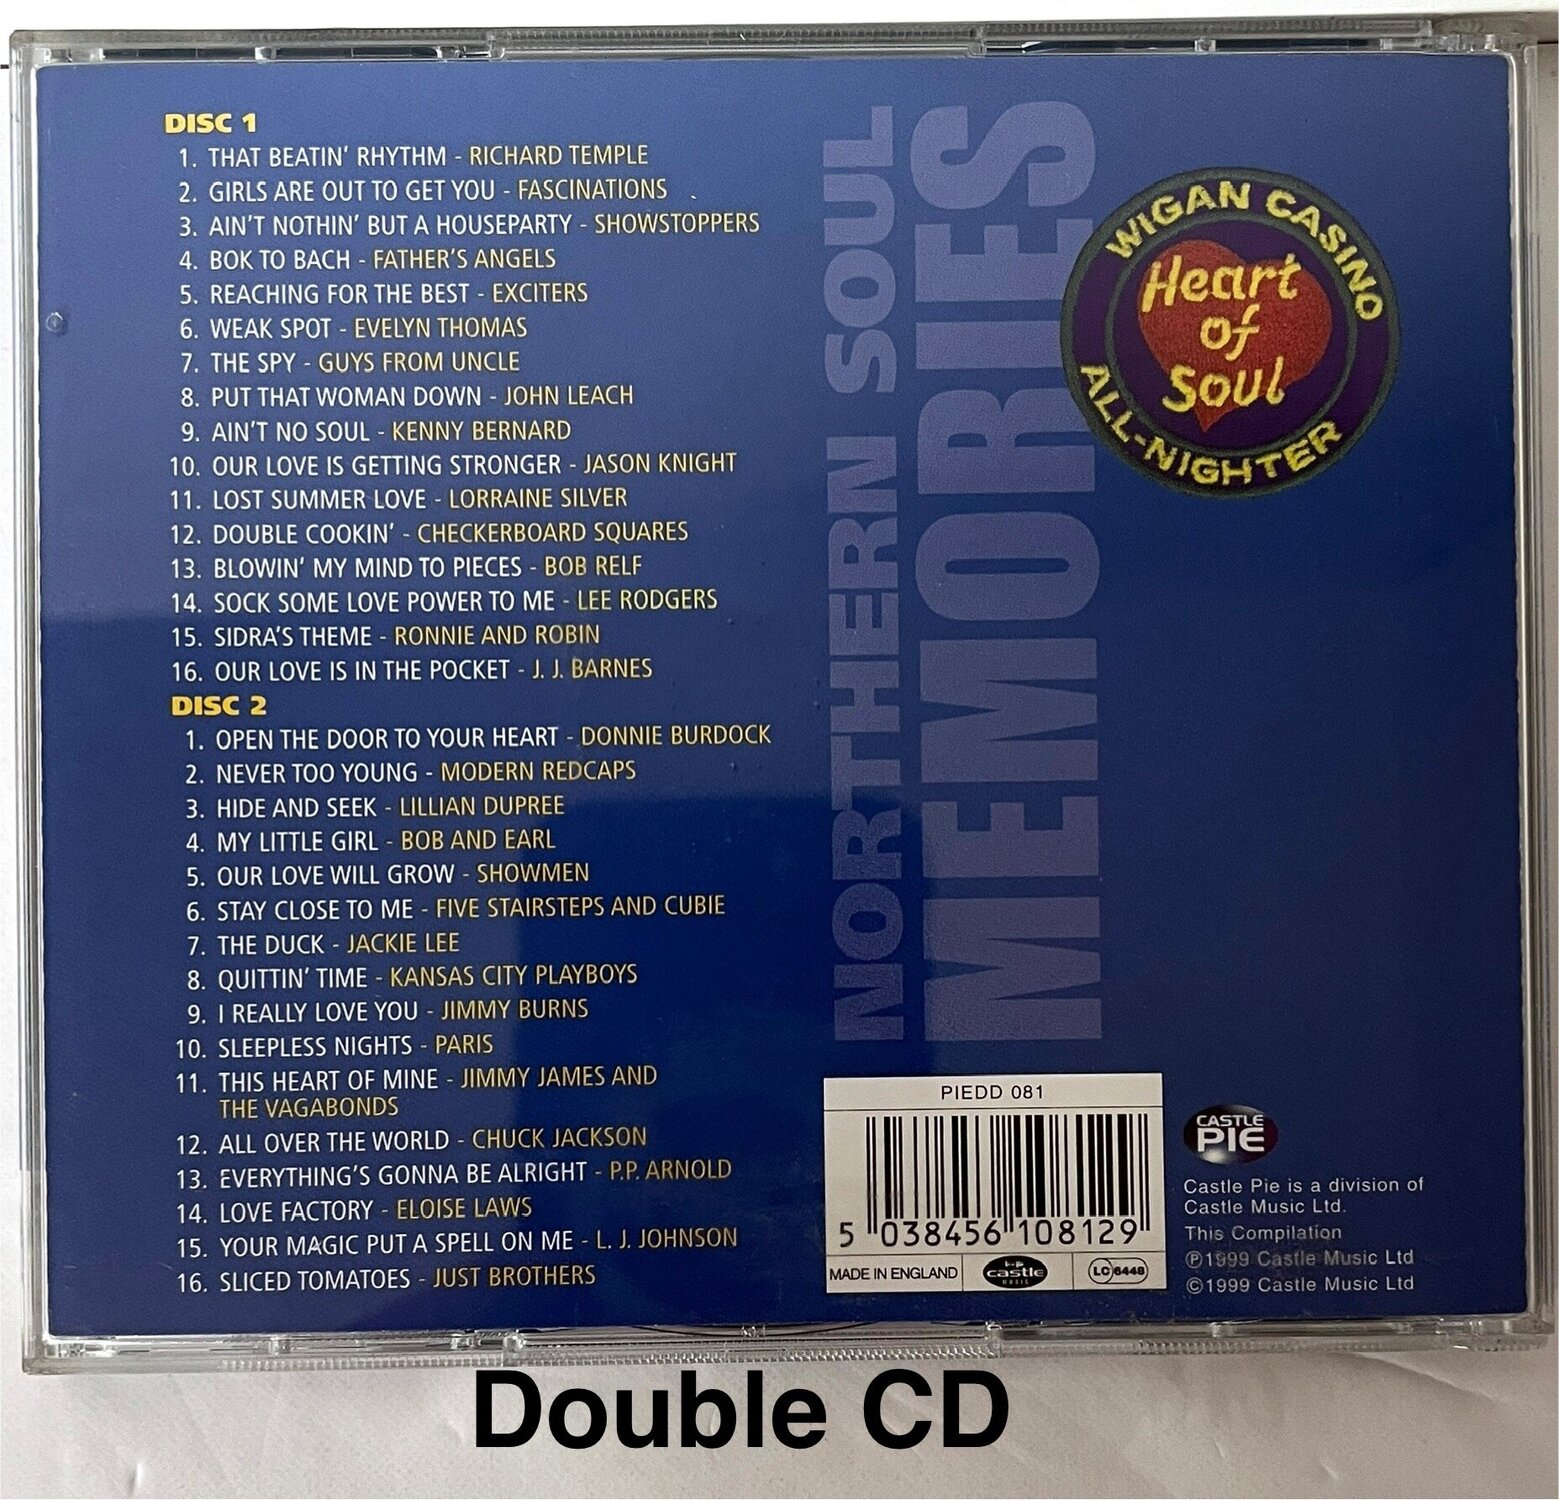 DISC 1
1. THAT BEATIN' RHYTHM - RICHARD TEMPLE
2. GIRLS ARE OUT TO GET YOU - FASCINATIONS
3. AIN'T NOTHIN' BUT A HOUSEPARTY - SHOWSTOPPERS
4. BOK TO BACH - FATHER'S ANGELS
5. REACHING FOR THE BEST - EXCITERS
6. WEAK SPOT - EVELYN THOMAS
7. THE SPY - GUYS FROM UNCLE
8. PUT THAT WOMAN DOWN - JOHN LEACH
9. AIN'T NO SOUL - KENNY BERNARD
10. OUR LOVE IS GETTING STRONGER - JASON KNIGHT
11. LOST SUMMER LOVE - LORRAINE SILVER
12. DOUBLE COOKIN' - CHECKERBOARD SQUARES
13. BLOWIN' MY MIND TO PIECES - BOB RELF
14. SOCK SOME LOVE POWER TO ME - LEE RODGERS
15. SIDRA'S THEME - RONNIE AND ROBIN
16. OUR LOVE IS IN THE POCKET - J. J. BARNES
DISC 2
1. OPEN THE DOOR TO YOUR HEART - DONNIE BURDOCK
2. NEVER TOO YOUNG - MODERN REDCAPS
3. HIDE AND SEEK - LILLIAN DUPREE
4. MY LITTLE GIRL - BOB AND EARL
5. OUR LOVE WILL GROW - SHOWMEN
6. STAY CLOSE TO ME - FIVE STAIRSTEPS AND CUBIE
7. THE DUCK - JACKIE LEE
8. QUITTIN' TIME - KANSAS CITY PLAYBOYS
9. I REALLY LOVE YOU - JIMMY BURNS
10. SLEEPLESS NIGHTS - PARIS
11. THIS HEART OF MINE - JIMMY JAMES AND
THE VAGABONDS
12. ALL OVER THE WORLD - CHUCK JACKSON
13. EVERYTHING'S GONNA BE ALRIGHT - P.P. ARNOLD
14. LOVE FACTORY - ELOISE LAWS
15. YOUR MAGIC PUT A SPELL ON ME - L. J. JOHNSON
16. SLICED TOMATOES - JUST BROTHERS
NORTHERN SOUL
MEMORIES
WIGAN CASINO
Heart
of
Soul
ALL-NIGHTER
PIEDD 081
5 038456 108129
MADE IN ENGLAND
castle
MUSIC
LC 6448
CASTLE
PIE
Castle Pie is a division of
Castle Music Ltd.
This Compilation
℗1999 Castle Music Ltd
©1999 Castle Music Ltd
Double CD